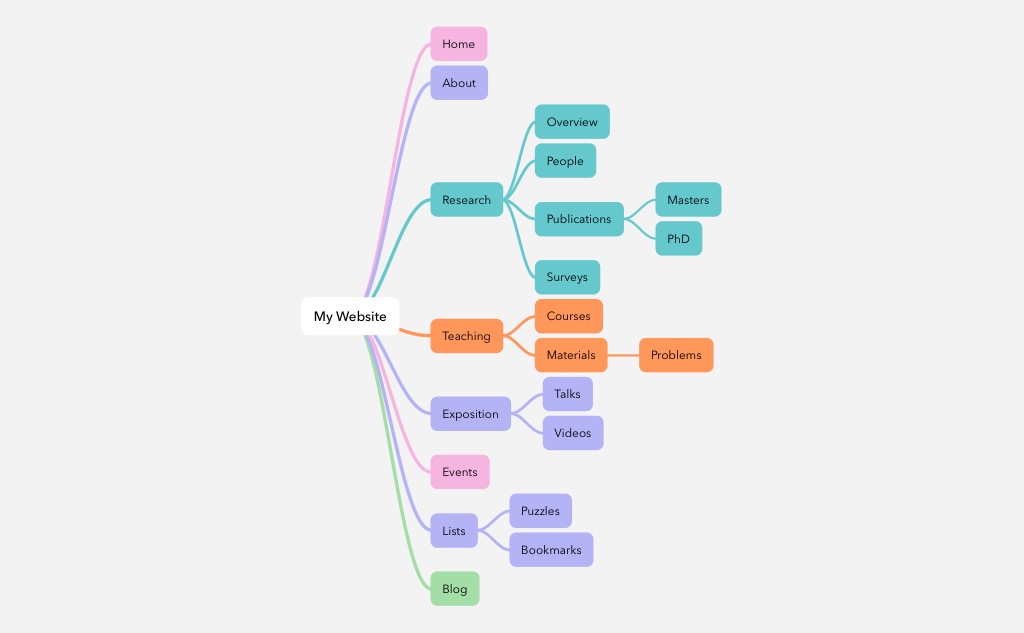 Home
About
Overview
People
Research
Masters
Publications
PhD
Surveys
My Website
Courses
Teaching
Materials
Problems
Talks
Exposition
Videos
Events
Puzzles
Lists
Bookmarks
Blog